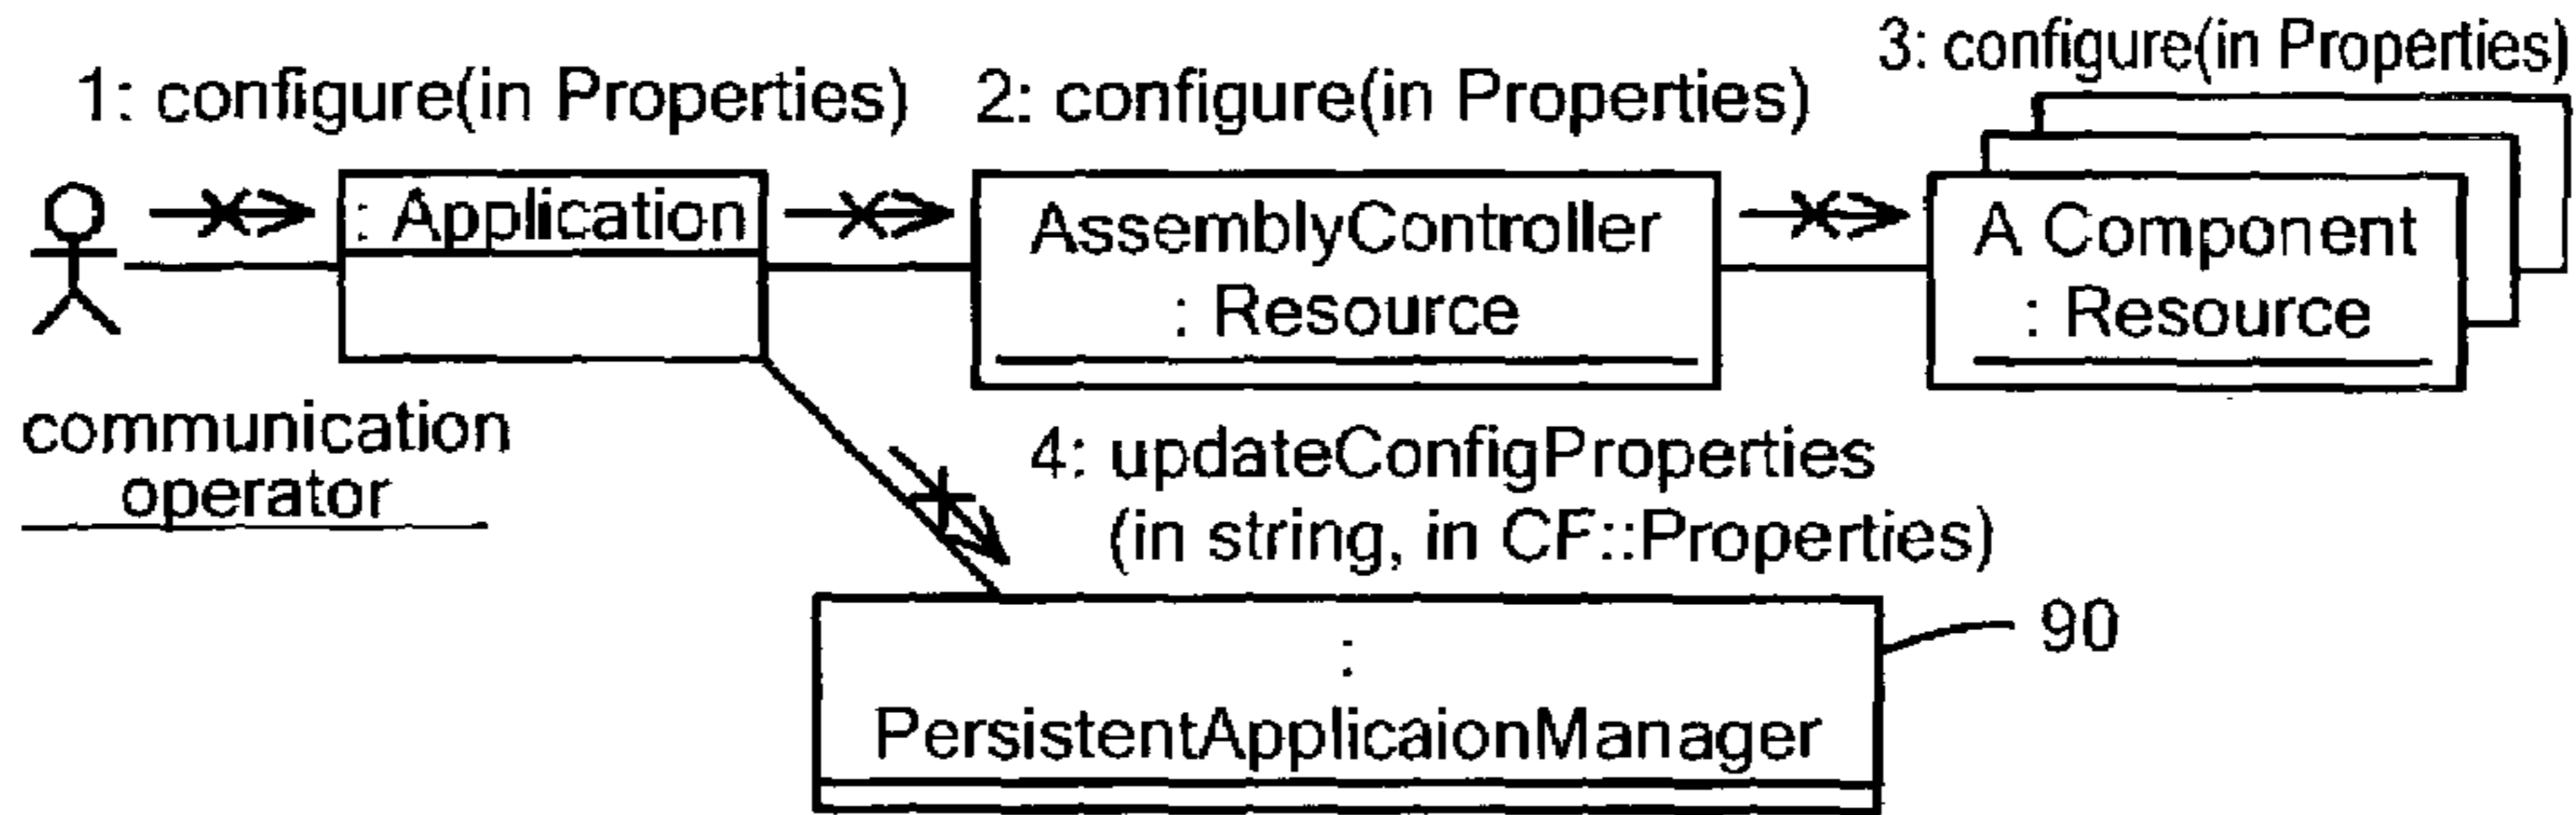 1: configure(in Properties)
2: configure(in Properties)
3: configure(in Properties)
: Application
AssemblyController
: Resource
A Component
: Resource
communication
operator
4: updateConfigProperties
(in string, in CF::Properties)
90
:
PersistentApplicaionManager